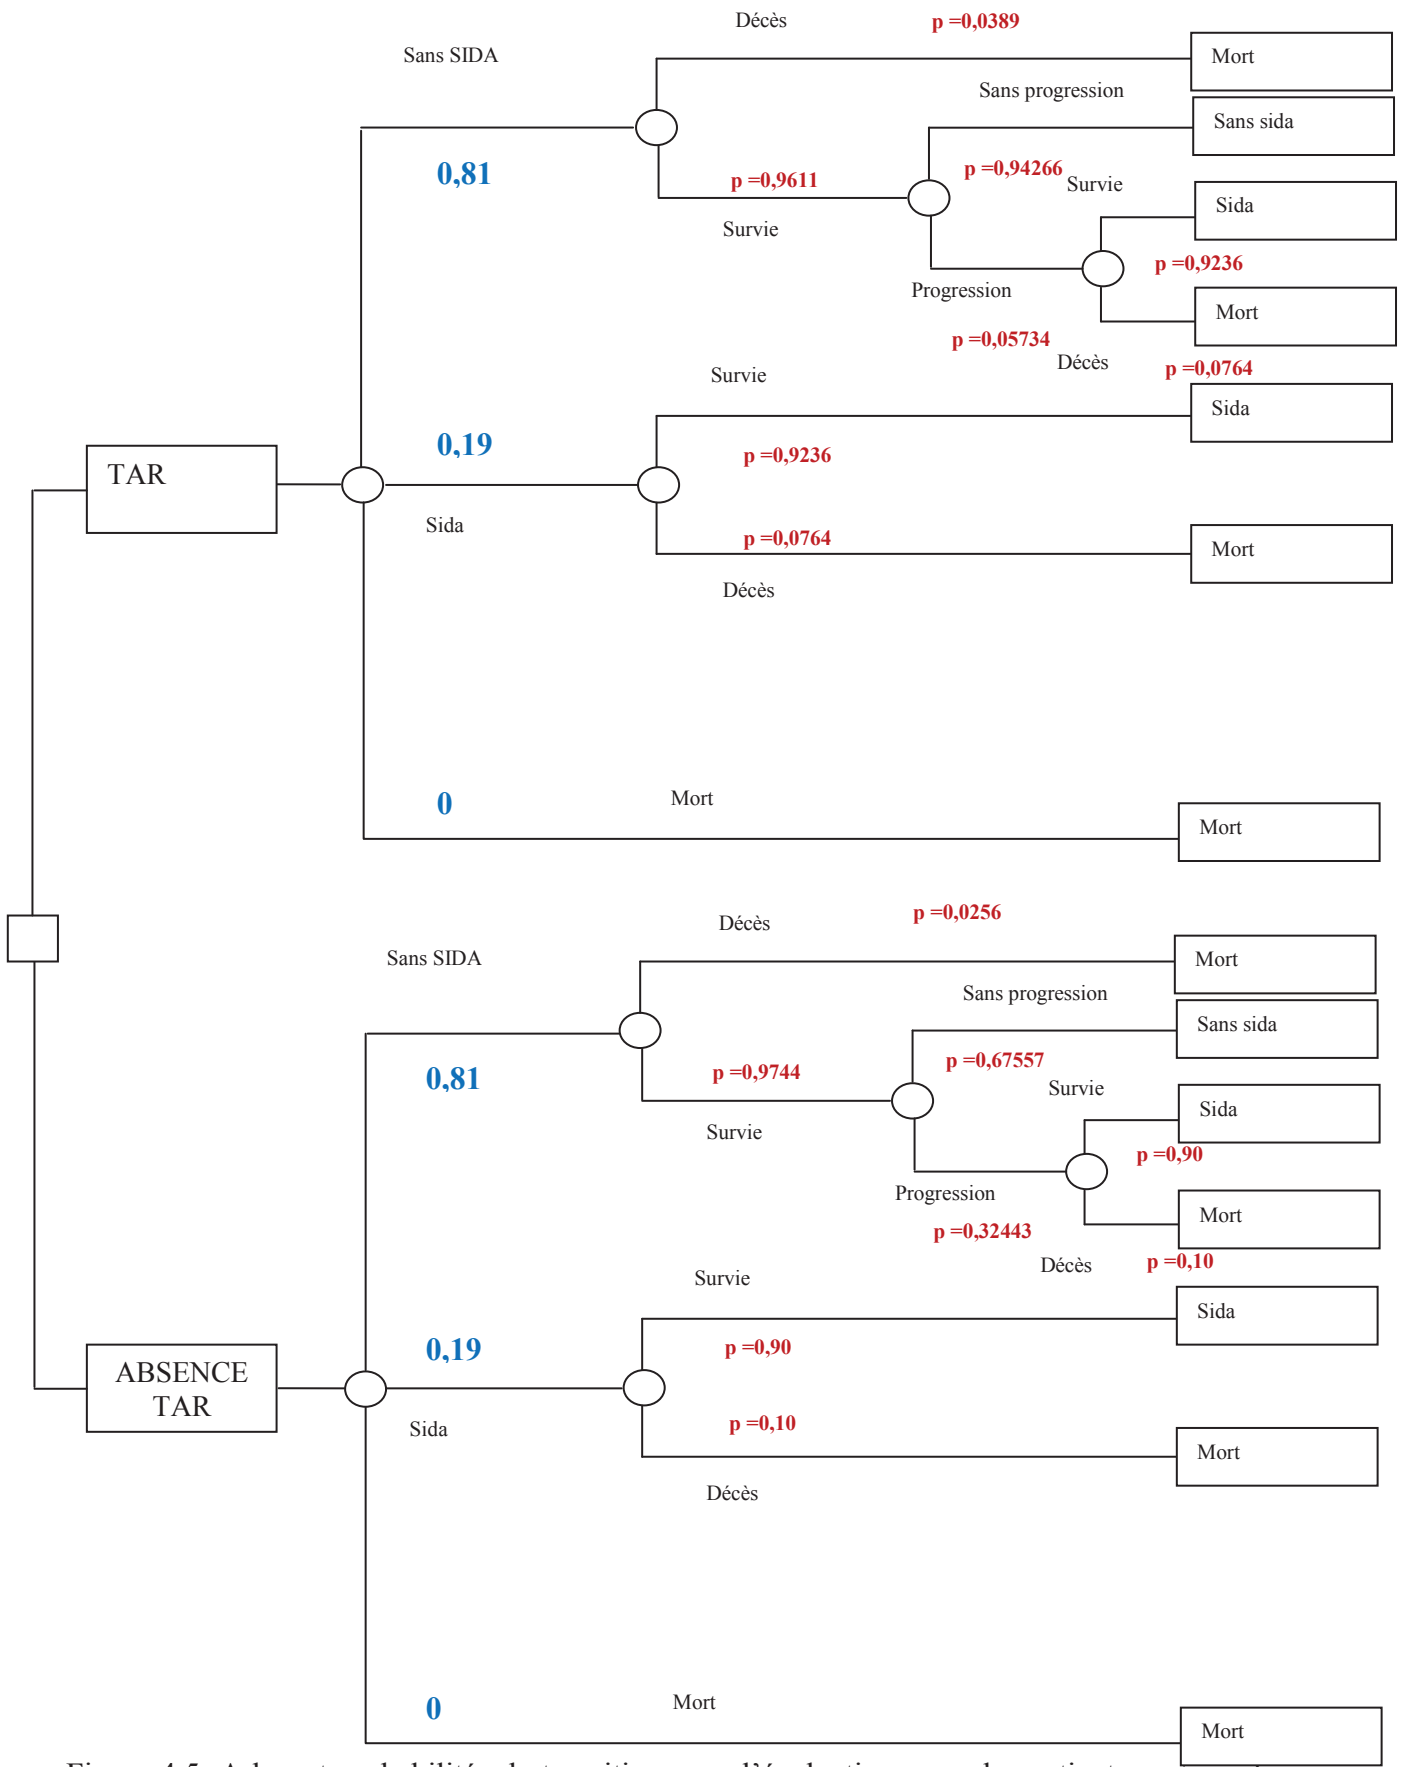 Décès
p =0,0389
Sans SIDA
Mort
Sans progression
Sans sida
0,81
p =0,9611
p =0,94266
Survie
Survie
Sida
p =0,9236
Progression
Mort
p =0,05734
Décès
p =0,0764
Survie
Sida
0,19
p =0,9236
TAR
Sida
p =0,0764
Mort
Décès
0
Mort
Mort
Décès
p =0,0256
Sans SIDA
Mort
Sans progression
Sans sida
0,81
p =0,9744
p =0,67557
Survie
Survie
Sida
p =0,90
Progression
Mort
p =0,32443
Décès
p =0,10
Survie
Sida
0,19
p =0,90
ABSENCE
TAR
Sida
p =0,10
Mort
Décès
0
Mort
Mort